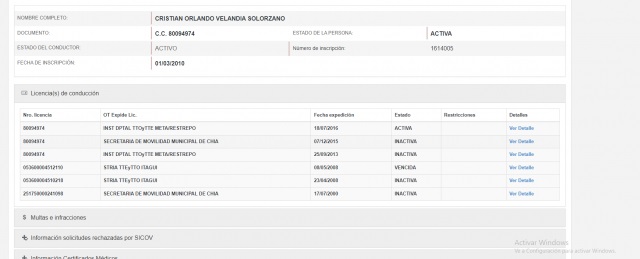 NOMBRE COMPLETO: CRISTIAN ORLANDO VELANDIA SOLORZANO
DOCUMENTO: C.C. 80094974 ESTADO DE LA PERSONA: ACTIVA
ESTADO DEL CONDUCTOR: ACTIVO Número de inscripción: 1614005
FECHA DE INSCRIPCIÓN: 01/03/2010
Licencia(s) de conducción
Nro. licencia OT Expide Lic. Fecha expedición Estado Restricciones Detalles
80094974 INST DPTAL TTOyTTE META/RESTREPO 18/07/2016 ACTIVA Ver Detalle
80094974 SECRETARIA DE MOVILIDAD MUNICIPAL DE CHIA 07/12/2015 INACTIVA Ver Detalle
80094974 INST DPTAL TTOyTTE META/RESTREPO 25/09/2013 INACTIVA Ver Detalle
053600004512110 STRIA TTEyTTO ITAGUI 08/05/2008 VENCIDA Ver Detalle
053600004510218 STRIA TTEyTTO ITAGUI 23/04/2008 INACTIVA Ver Detalle
251750000241098 SECRETARIA DE MOVILIDAD MUNICIPAL DE CHIA 17/07/2000 INACTIVA Ver Detalle
$ Multas e infracciones
Información solicitudes rechazadas por SICOV
Información Certificados Médicos
Activar Windows
Ve a Configuración para activar Windows.